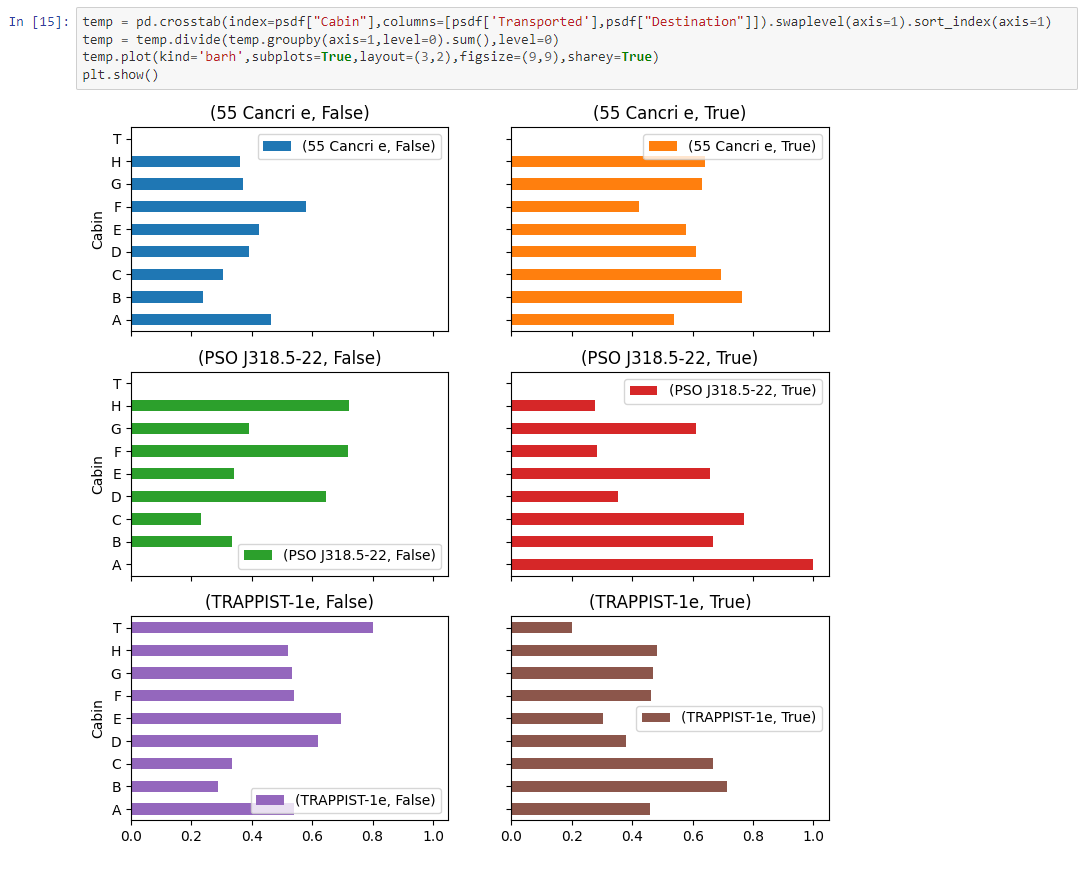 In [15]: temp = pd.crosstab(index=psdf["Cabin"],columns=[psdf['Transported'],psdf["Destination"]]).swaplevel(axis=1).sort_index(axis=1)
temp = temp.divide(temp.groupby(axis=1,level=0).sum(),level=0)
temp.plot(kind='barh',subplots=True,layout=(3,2),figsize=(9,9),sharey=True)
plt.show()
(55 Cancri e, False)
(55 Cancri e, False)
Cabin
T
H
G
F
E
D
C
B
A
(55 Cancri e, True)
(55 Cancri e, True)
(PSO J318.5-22, False)
Cabin
T
H
G
F
E
D
C
B
A
(PSO J318.5-22, False)
(PSO J318.5-22, True)
(PSO J318.5-22, True)
(TRAPPIST-1e, False)
Cabin
T
H
G
F
E
D
C
B
A
(TRAPPIST-1e, False)
0.0 0.2 0.4 0.6 0.8 1.0
(TRAPPIST-1e, True)
(TRAPPIST-1e, True)
0.0 0.2 0.4 0.6 0.8 1.0